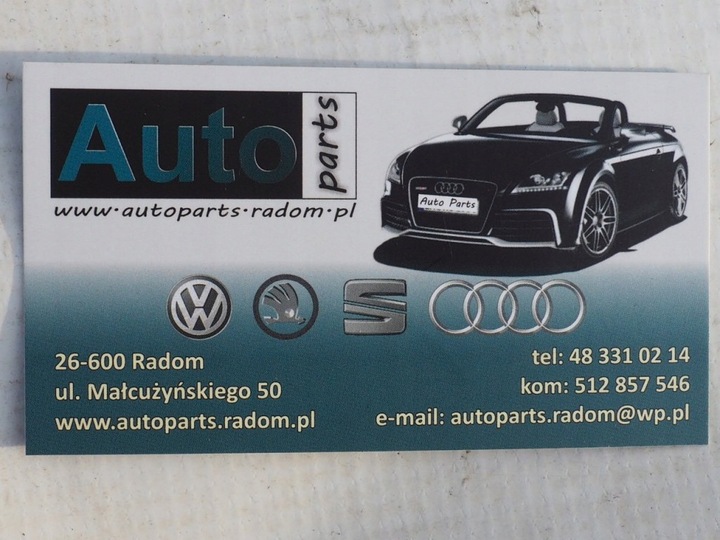 Auto parts
www.autoparts.radom.pl
Auto Parts
26-600 Radom
ul. Małcużyńskiego 50
www.autoparts.radom.pl
tel: 48 331 02 14
kom: 512 857 546
e-mail: autoparts.radom@wp.pl